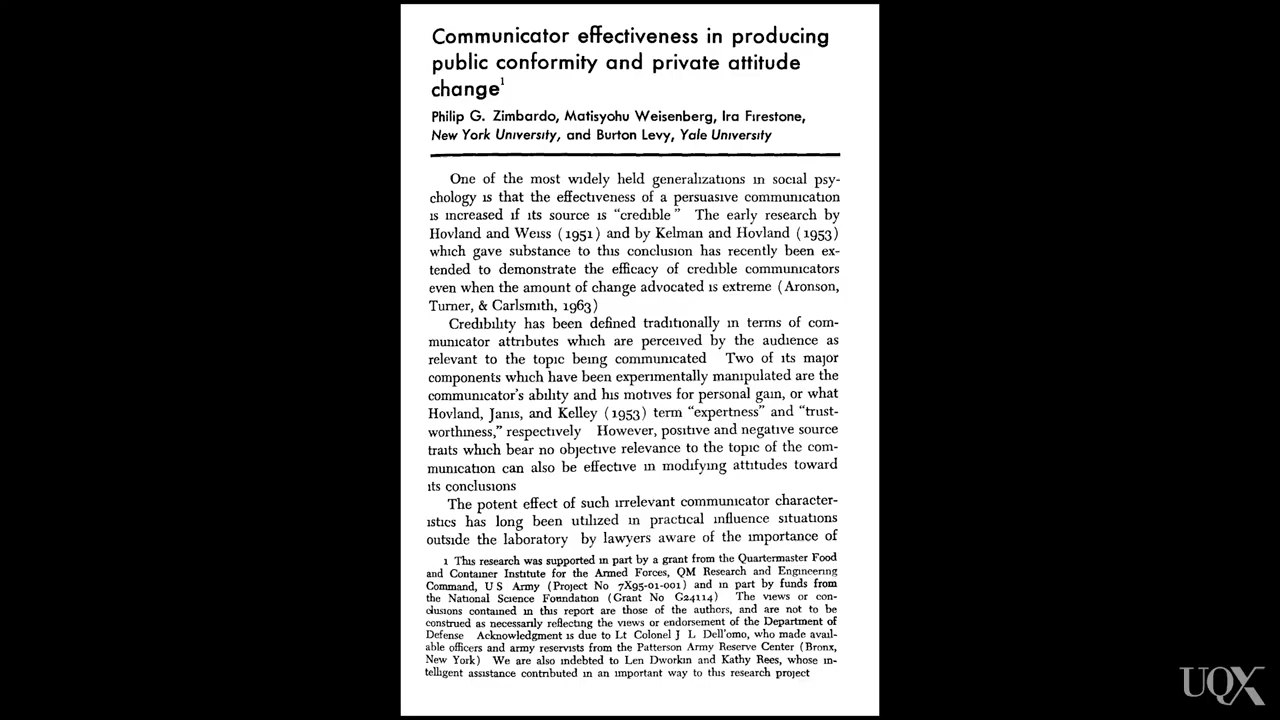 Communicator effectiveness in producing
public conformity and private attitude
change¹
Philip G. Zimbardo, Matisyohu Weisenberg, Ira Firestone,
New York University, and Burton Levy, Yale University
One of the most widely held generalizations in social psy-
chology is that the effectiveness of a persuasive communication
is increased if its source is “credible ” The early research by
Hovland and Weiss (1951) and by Kelman and Hovland (1953)
which gave substance to this conclusion has recently been ex-
tended to demonstrate the efficacy of credible communicators
even when the amount of change advocated is extreme (Aronson,
Turner, & Carlsmith, 1963)
Credibility has been defined traditionally in terms of com-
municator attributes which are perceived by the audience as
relevant to the topic being communicated Two of its major
components which have been experimentally manipulated are the
communicator's ability and his motives for personal gain, or what
Hovland, Janis, and Kelley (1953) term “expertness” and “trust-
worthiness,” respectively However, positive and negative source
traits which bear no objective relevance to the topic of the com-
munication can also be effective in modifying attitudes toward
its conclusions
The potent effect of such irrelevant communicator character-
istics has long been utilized in practical influence situations
outside the laboratory by lawyers aware of the importance of
1 This research was supported in part by a grant from the Quartermaster Food
and Container Institute for the Armed Forces, QM Research and Engineering
Command, U S Army (Project No 7X95-01-001) and in part by funds from
the National Science Foundation (Grant No G24114) The views or con-
clusions contained in this report are those of the authors, and are not to be
construed as necessarily reflecting the views or endorsement of the Department of
Defense Acknowledgment is due to Lt Colonel J L Dell'omo, who made avail-
able officers and army reservists from the Patterson Army Reserve Center (Bronx,
New York) We are also indebted to Len Dworkin and Kathy Rees, whose in-
telligent assistance contributed in an important way to this research project
UQX